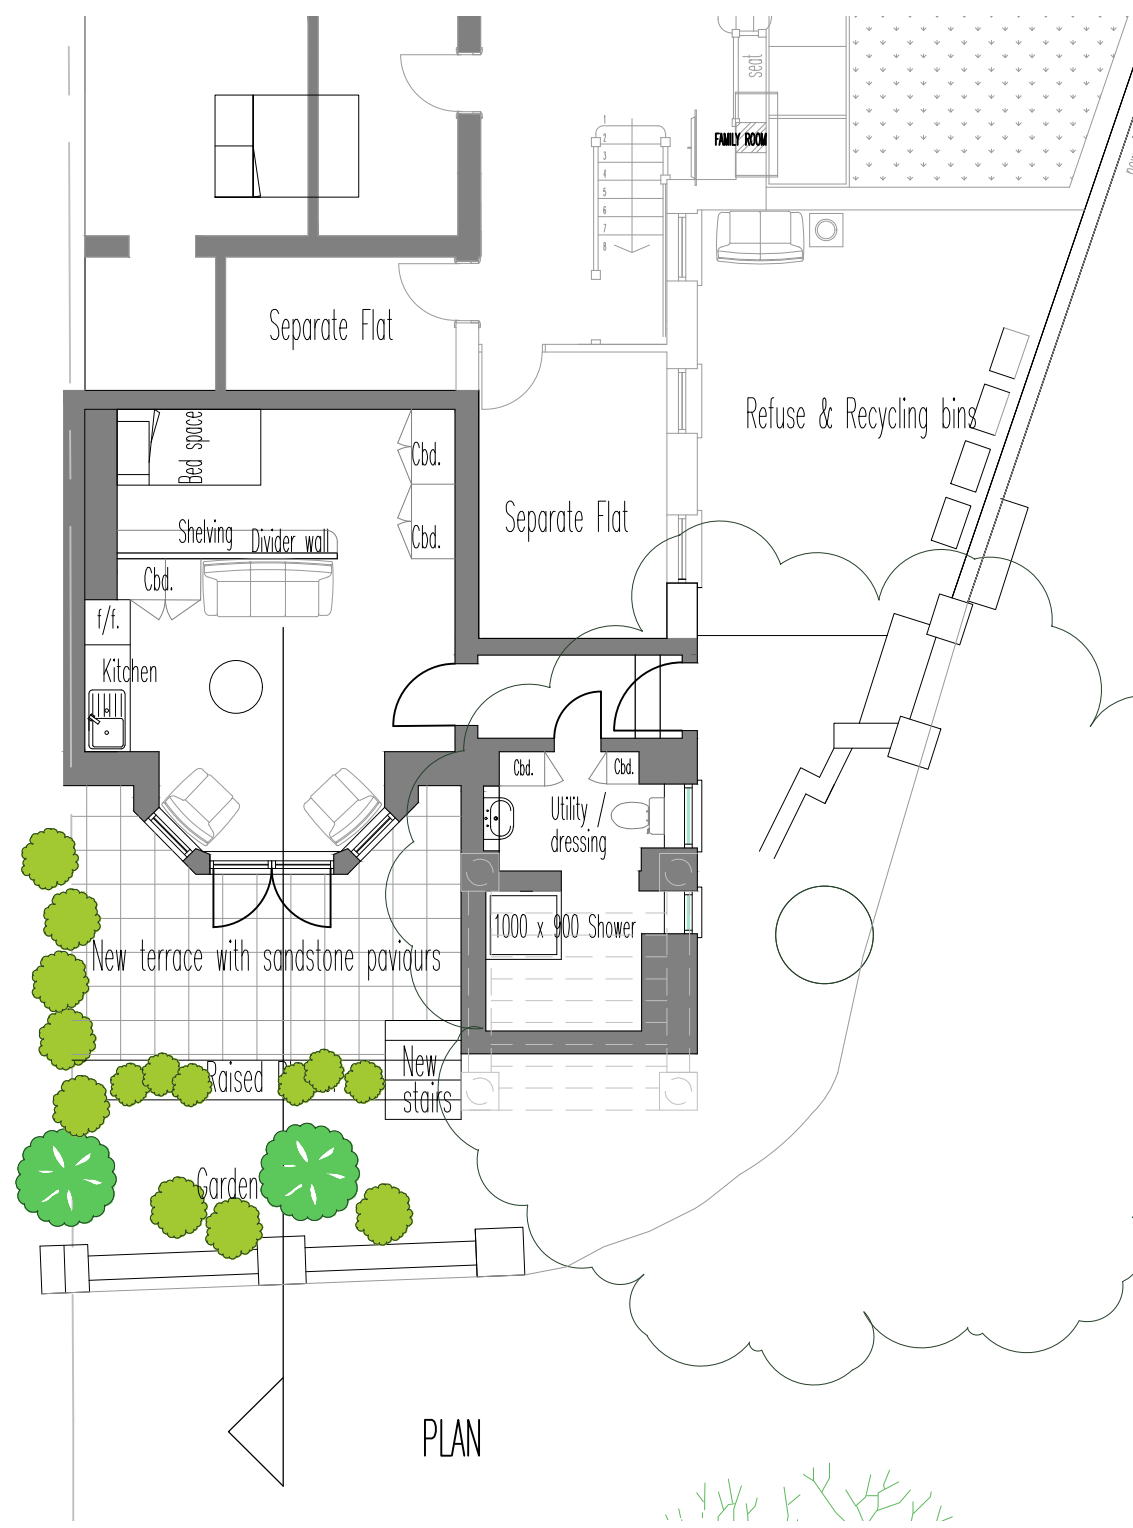 seat
FAMILY ROOM
1
2
3
4
5
6
7
8
Separate Flat
Refuse & Recycling bins
Bed space
Cbd.
Cbd.
Separate Flat
Shelving
Divider wall
Cbd.
f/f.
Kitchen
Cbd.
Cbd.
Utility /
dressing
1000 x 900 Shower
New terrace with sandstone paviours
Raised
New
stairs
Garden
PLAN